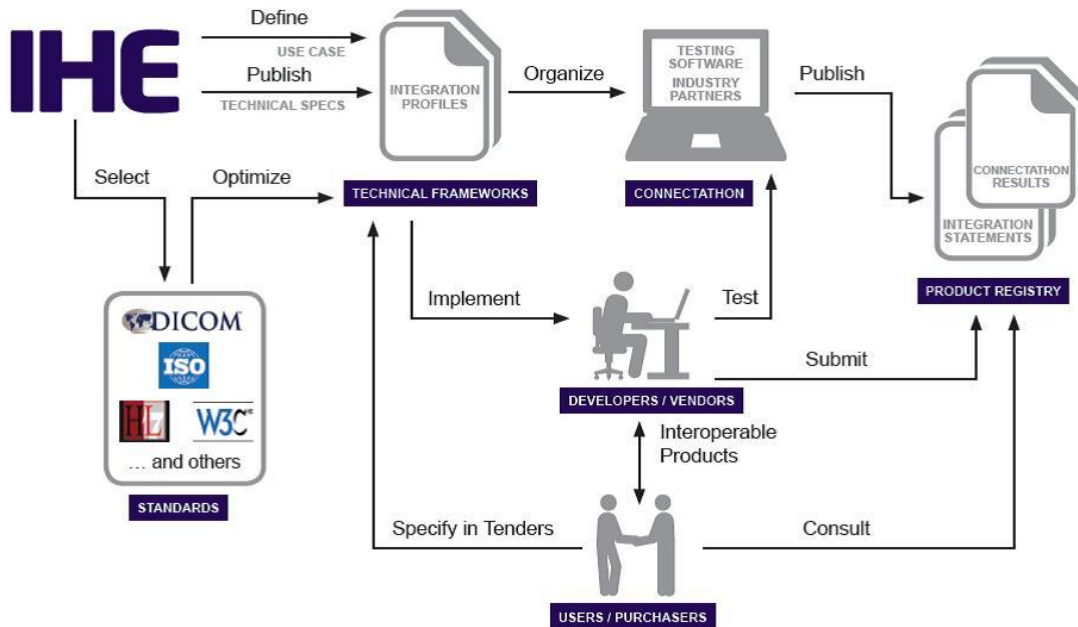 IHE
Define
USE CASE
Publish
TECHNICAL SPECS
INTEGRATION
PROFILES
TECHNICAL FRAMEWORKS
Organize
TESTING
SOFTWARE
INDUSTRY
PARTNERS
CONNECTATHON
Publish
CONNECTATHON
RESULTS
INTEGRATION
STATEMENTS
PRODUCT REGISTRY
Select
Optimize
DICOM
ISO
HL7
W3C
... and others
STANDARDS
Implement
Test
Submit
DEVELOPERS / VENDORS
Interoperable
Products
Specify in Tenders
Consult
USERS / PURCHASERS